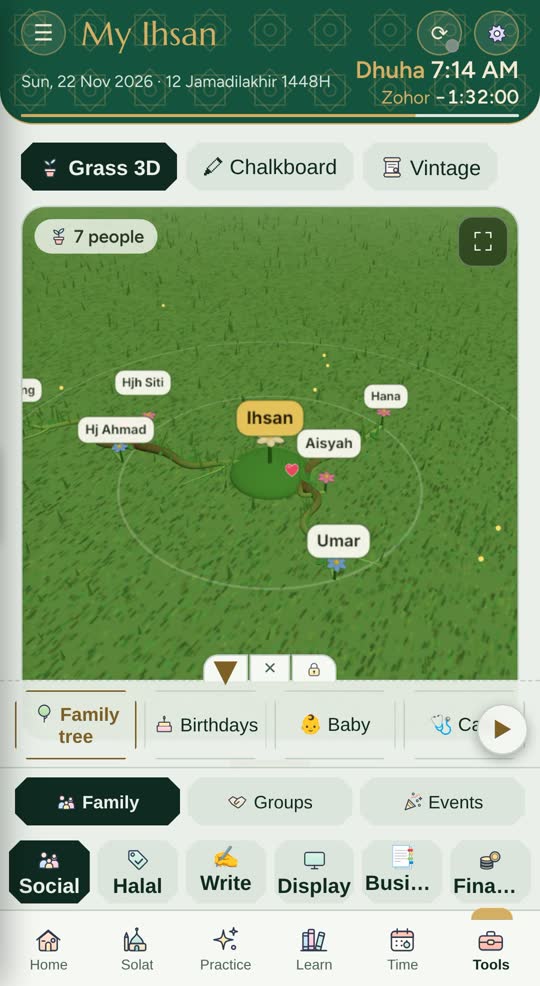 My Ihsan
Sun, 22 Nov 2026 · 12 Jamadilakhir 1448H
Dhuha 7:14 AM
Zohor −1:32:00
Grass 3D
Chalkboard
Vintage
7 people
ng
Hjh Siti
Hana
Hj Ahmad
Ihsan
Aisyah
Umar
Family
tree
Birthdays
Baby
Ca
Family
Groups
Events
Social
Halal
Write
Display
Busi...
Fina...
Home
Solat
Practice
Learn
Time
Tools